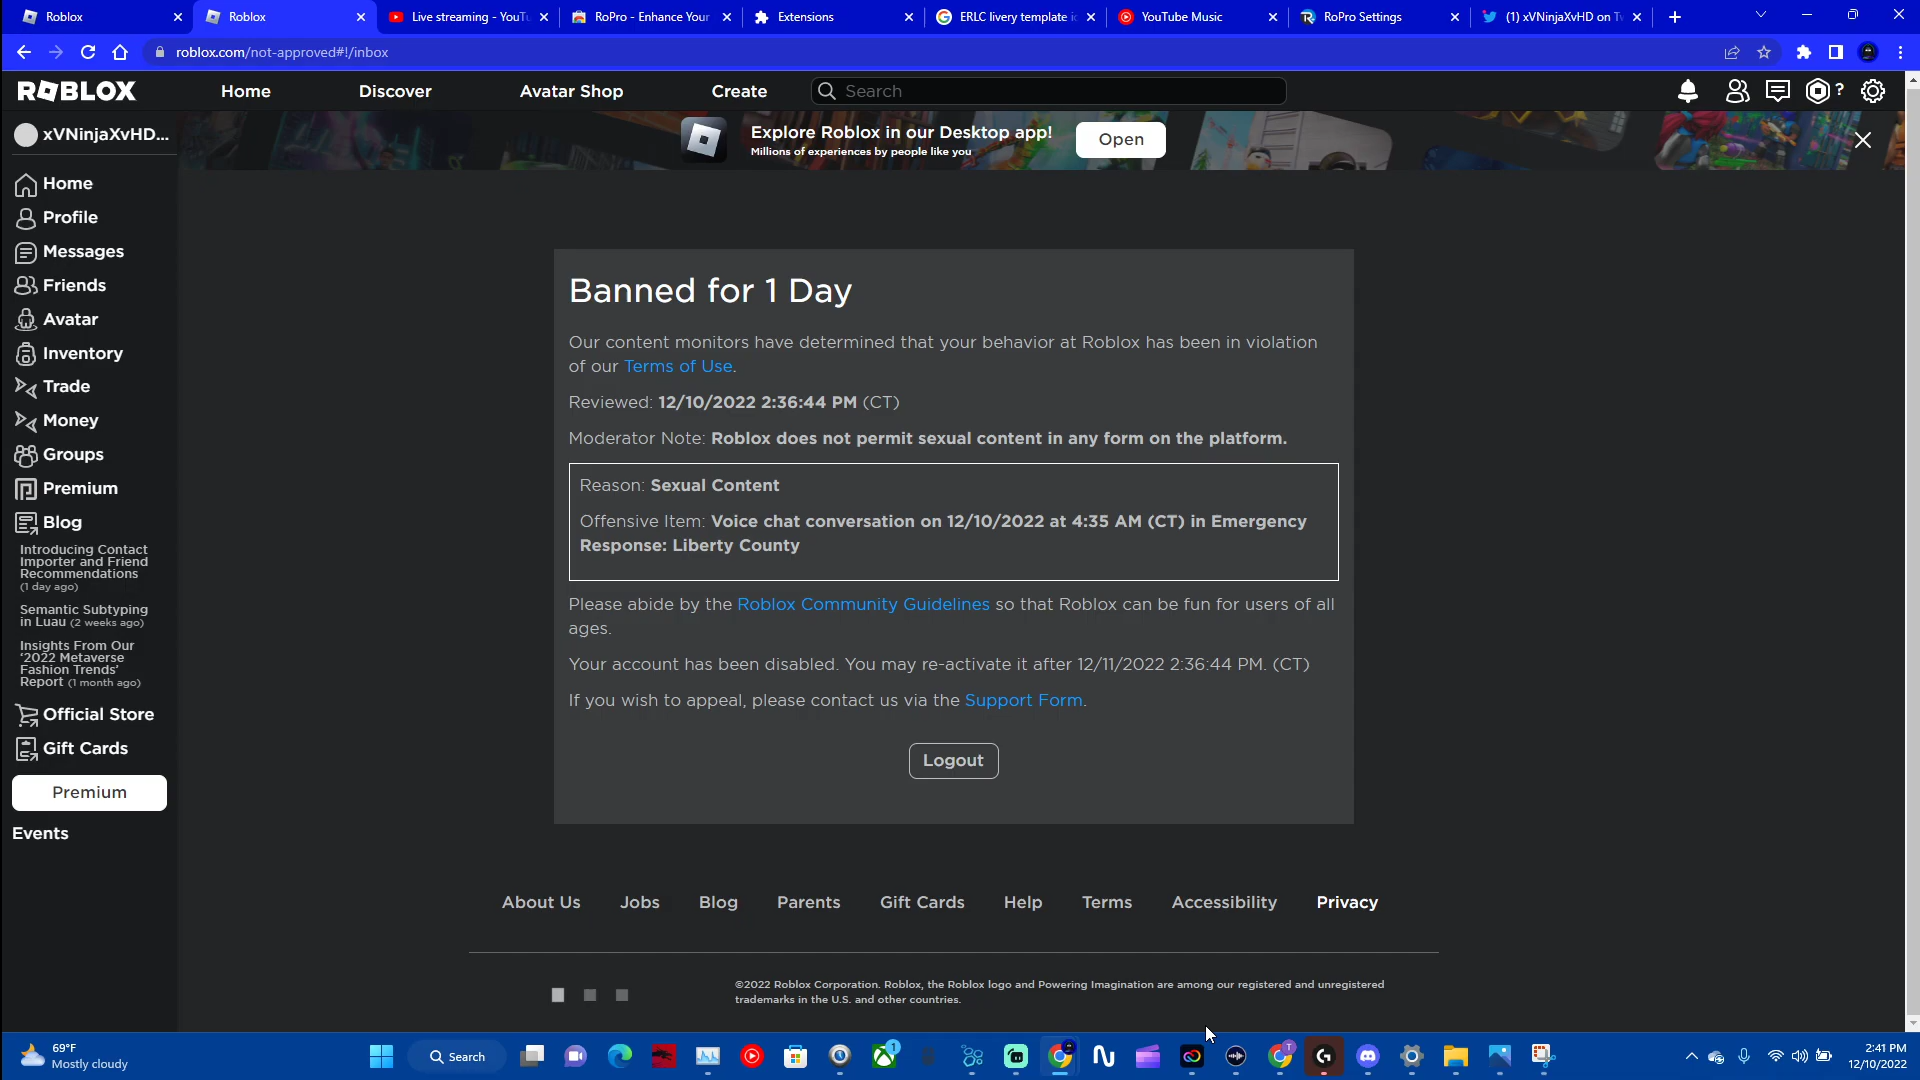 Roblox
Roblox
Live streaming - YouTu
RoPro - Enhance Your
Extensions
ERLC livery template
YouTube Music
RoPro Settings
(1) xVNinjaXvHD on Tw
roblox.com/not-approved#!/inbox
ROBLOX
Home
Discover
Avatar Shop
Create
Search
?
xVNinjaXvHD...
Explore Roblox in our Desktop app!
Millions of experiences by people like you
Open
Home
Profile
Messages
Friends
Avatar
Inventory
Trade
Money
Groups
Premium
Blog
Introducing Contact
Importer and Friend
Recommendations
(1 day ago)
Semantic Subtyping
in Luau (2 weeks ago)
Insights From Our
'2022 Metaverse
Fashion Trends'
Report (1 month ago)
Official Store
Gift Cards
Premium
Events
Banned for 1 Day
Our content monitors have determined that your behavior at Roblox has been in violation
of our Terms of Use.
Reviewed: 12/10/2022 2:36:44 PM (CT)
Moderator Note: Roblox does not permit sexual content in any form on the platform.
Reason: Sexual Content
Offensive Item: Voice chat conversation on 12/10/2022 at 4:35 AM (CT) in Emergency
Response: Liberty County
Please abide by the Roblox Community Guidelines so that Roblox can be fun for users of all
ages.
Your account has been disabled. You may re-activate it after 12/11/2022 2:36:44 PM. (CT)
If you wish to appeal, please contact us via the Support Form.
Logout
About Us
Jobs
Blog
Parents
Gift Cards
Help
Terms
Accessibility
Privacy
©2022 Roblox Corporation. Roblox, the Roblox logo and Powering Imagination are among our registered and unregistered
trademarks in the U.S. and other countries.
69°F
Mostly cloudy
Search
1
T
2:41 PM
12/10/2022